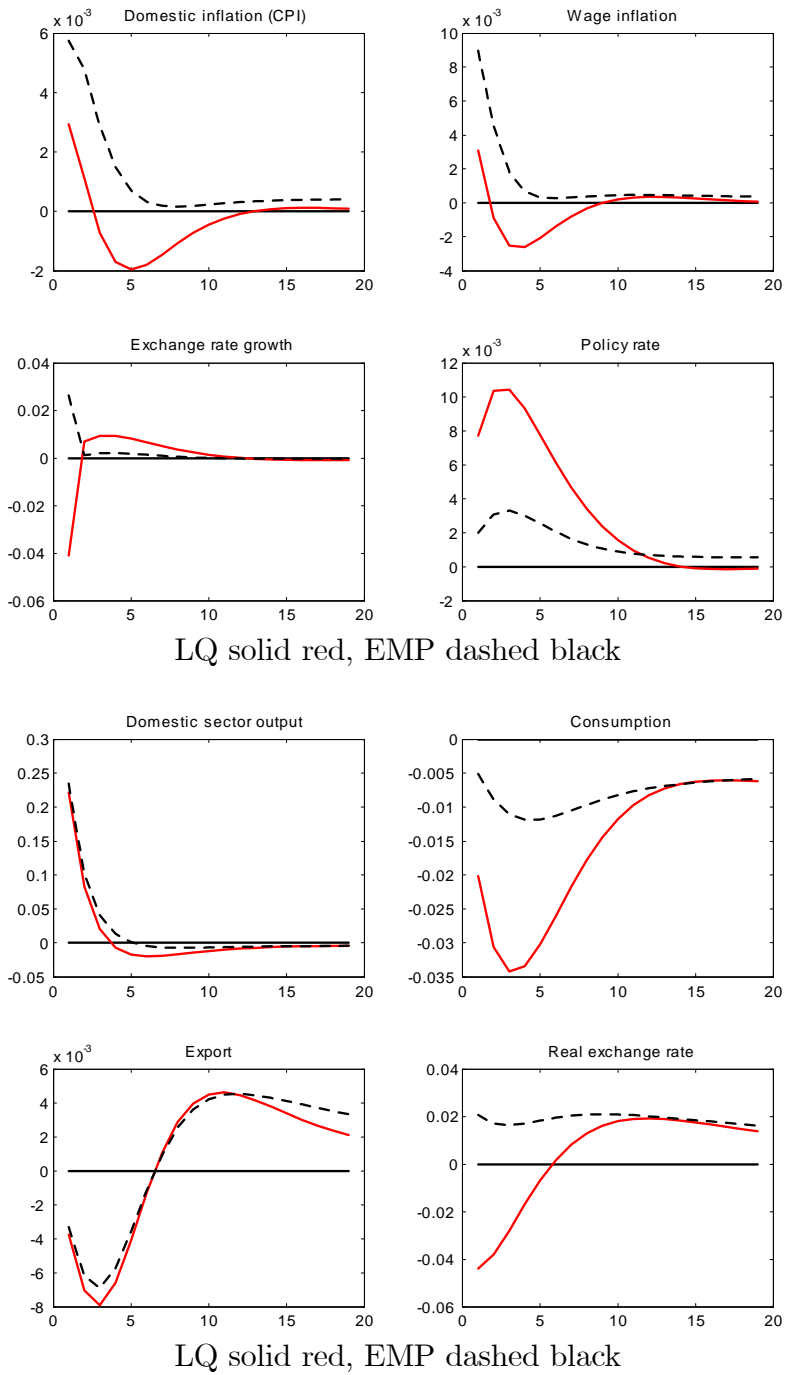 Domestic inflation (CPI)
x 10^-3
6
4
2
0
-2
0 5 10 15 20
Wage inflation
x 10^-3
10
8
6
4
2
0
-2
-4
0 5 10 15 20
Exchange rate growth
0.04
0.02
0
-0.02
-0.04
-0.06
0 5 10 15 20
Policy rate
x 10^-3
12
10
8
6
4
2
0
-2
0 5 10 15 20
LQ solid red, EMP dashed black
Domestic sector output
0.3
0.25
0.2
0.15
0.1
0.05
0
-0.05
0 5 10 15 20
Consumption
0
-0.005
-0.01
-0.015
-0.02
-0.025
-0.03
-0.035
0 5 10 15 20
Export
x 10^-3
6
4
2
0
-2
-4
-6
-8
0 5 10 15 20
Real exchange rate
0.04
0.02
0
-0.02
-0.04
-0.06
0 5 10 15 20
LQ solid red, EMP dashed black